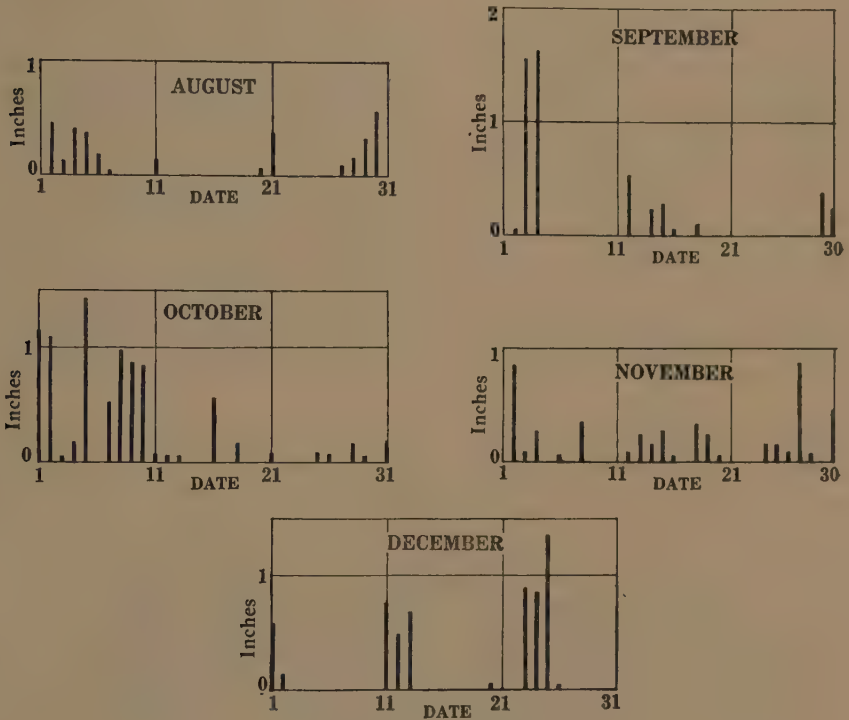 AUGUST
1
Inches
0
1 11 21 31
DATE
SEPTEMBER
2
Inches
1
0
1 11 21 30
DATE
OCTOBER
1
Inches
0
1 11 21 31
DATE
NOVEMBER
1
Inches
0
1 11 21 30
DATE
DECEMBER
1
Inches
0
1 11 21 31
DATE